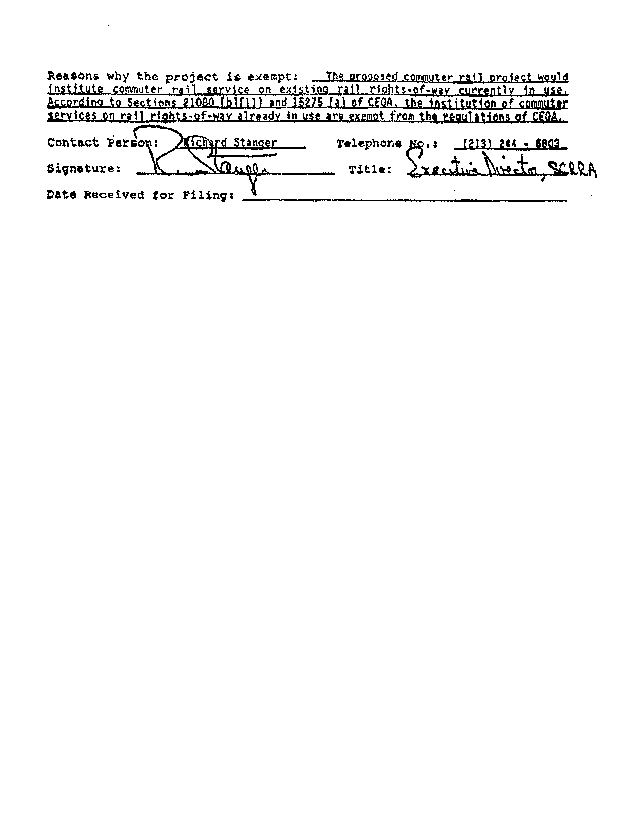 Reasons why the project is exempt: The proposed commuter rail project would
institute commuter rail service on existing rail rights-of-way currently in use.
According to Sections 21080 [b][11] and 15275 [a] of CEQA, the institution of commuter
services on rail rights-of-way already in use are exempt from the regulations of CEQA.
Contact Person: Richard Stanger Telephone No.: (213) 244 - 6803
Signature: R. Stanger Title: Executive Director, SCRRA
Date Received for Filing: